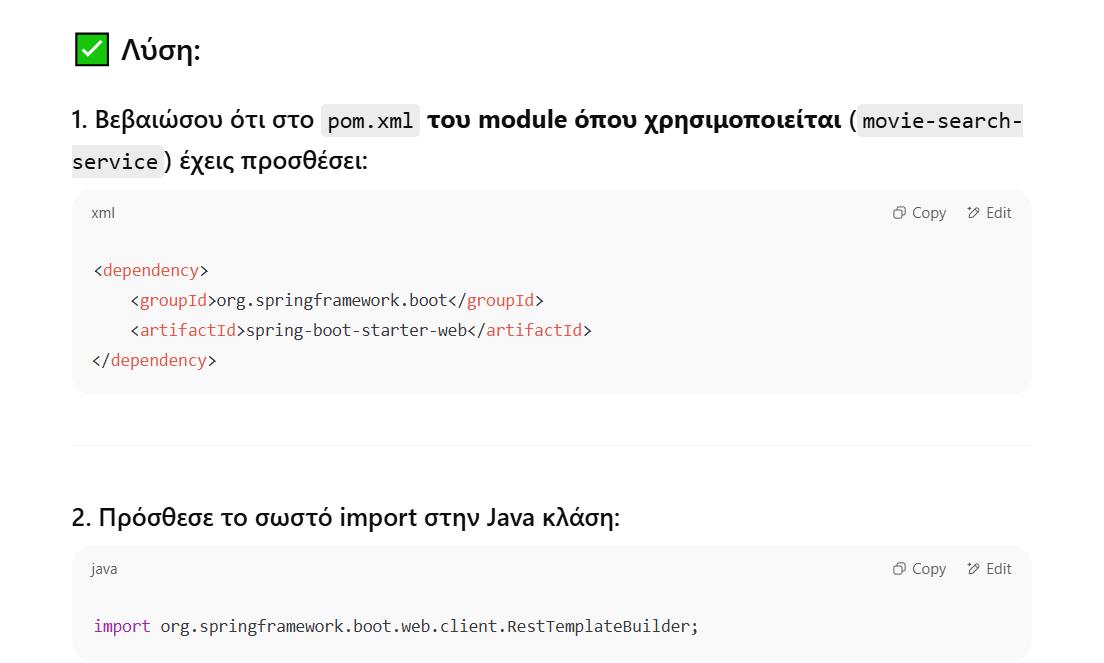 ✅ Λύση:
1. Βεβαιώσου ότι στο pom.xml του module όπου χρησιμοποιείται (movie-search-
service) έχεις προσθέσει:
xml Copy Edit
<dependency>
    <groupId>org.springframework.boot</groupId>
    <artifactId>spring-boot-starter-web</artifactId>
</dependency>
2. Πρόσθεσε το σωστό import στην Java κλάση:
java Copy Edit
import org.springframework.boot.web.client.RestTemplateBuilder;